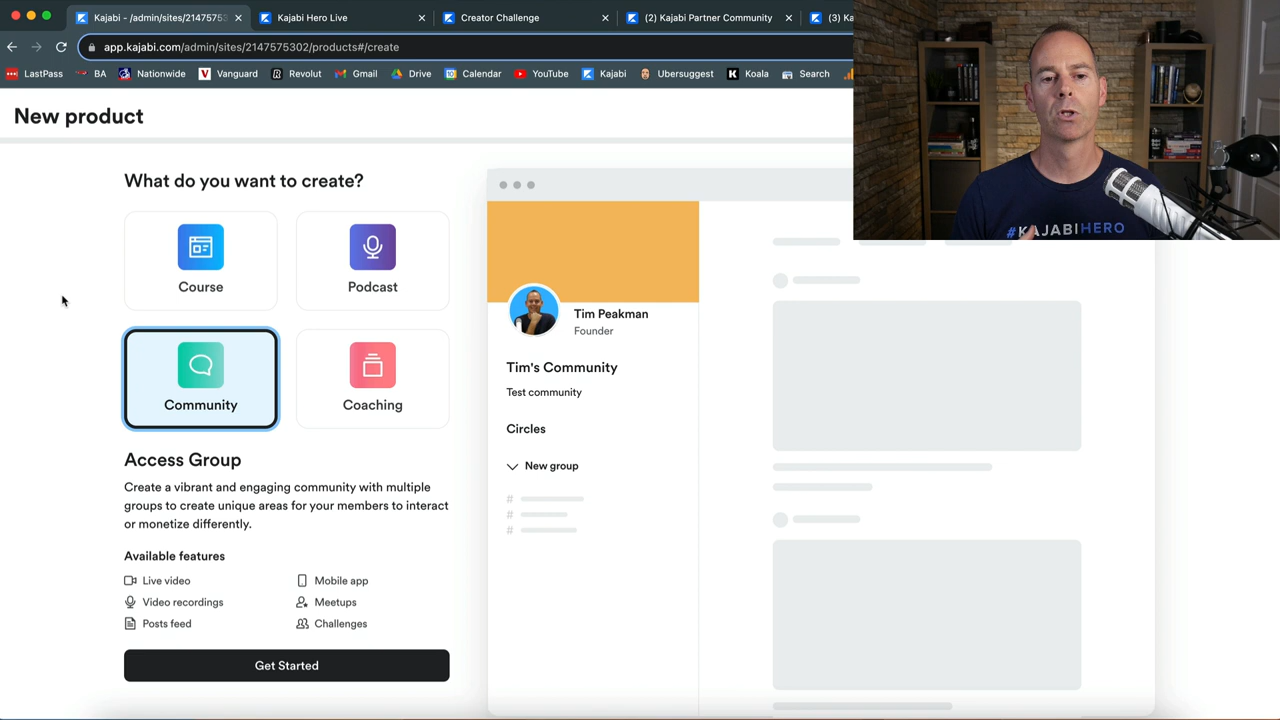 Kajabi - /admin/sites/2147575302
Kajabi Hero Live
Creator Challenge
(2) Kajabi Partner Community
(3) Ka
app.kajabi.com/admin/sites/2147575302/products#/create
LastPass
BA
Nationwide
Vanguard
Revolut
Gmail
Drive
Calendar
YouTube
Kajabi
Ubersuggest
Koala
Search
New product
#KAJABIHERO
What do you want to create?
Course
Podcast
Community
Coaching
Access Group
Create a vibrant and engaging community with multiple
groups to create unique areas for your members to interact
or monetize differently.
Available features
Live video
Mobile app
Video recordings
Meetups
Posts feed
Challenges
Get Started
Tim Peakman
Founder
Tim's Community
Test community
Circles
New group
#
#
#